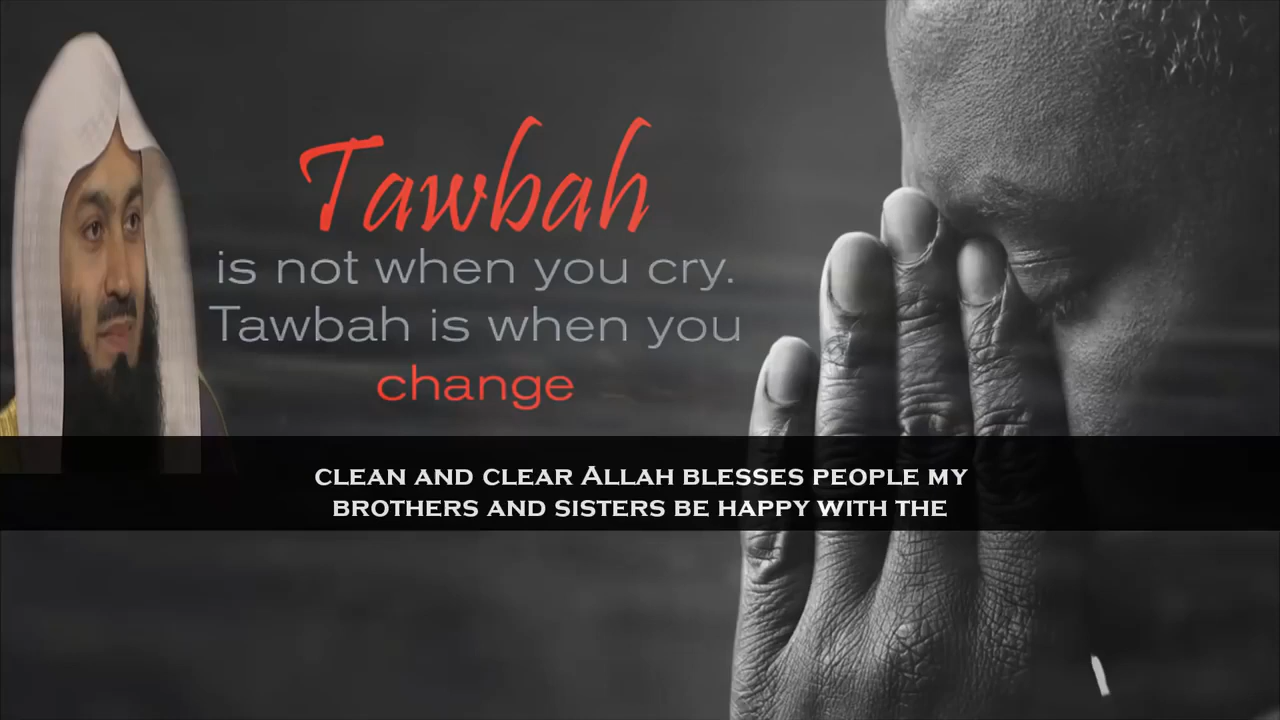 Tawbah
is not when you cry.
Tawbah is when you
change
CLEAN AND CLEAR ALLAH BLESSES PEOPLE MY
BROTHERS AND SISTERS BE HAPPY WITH THE